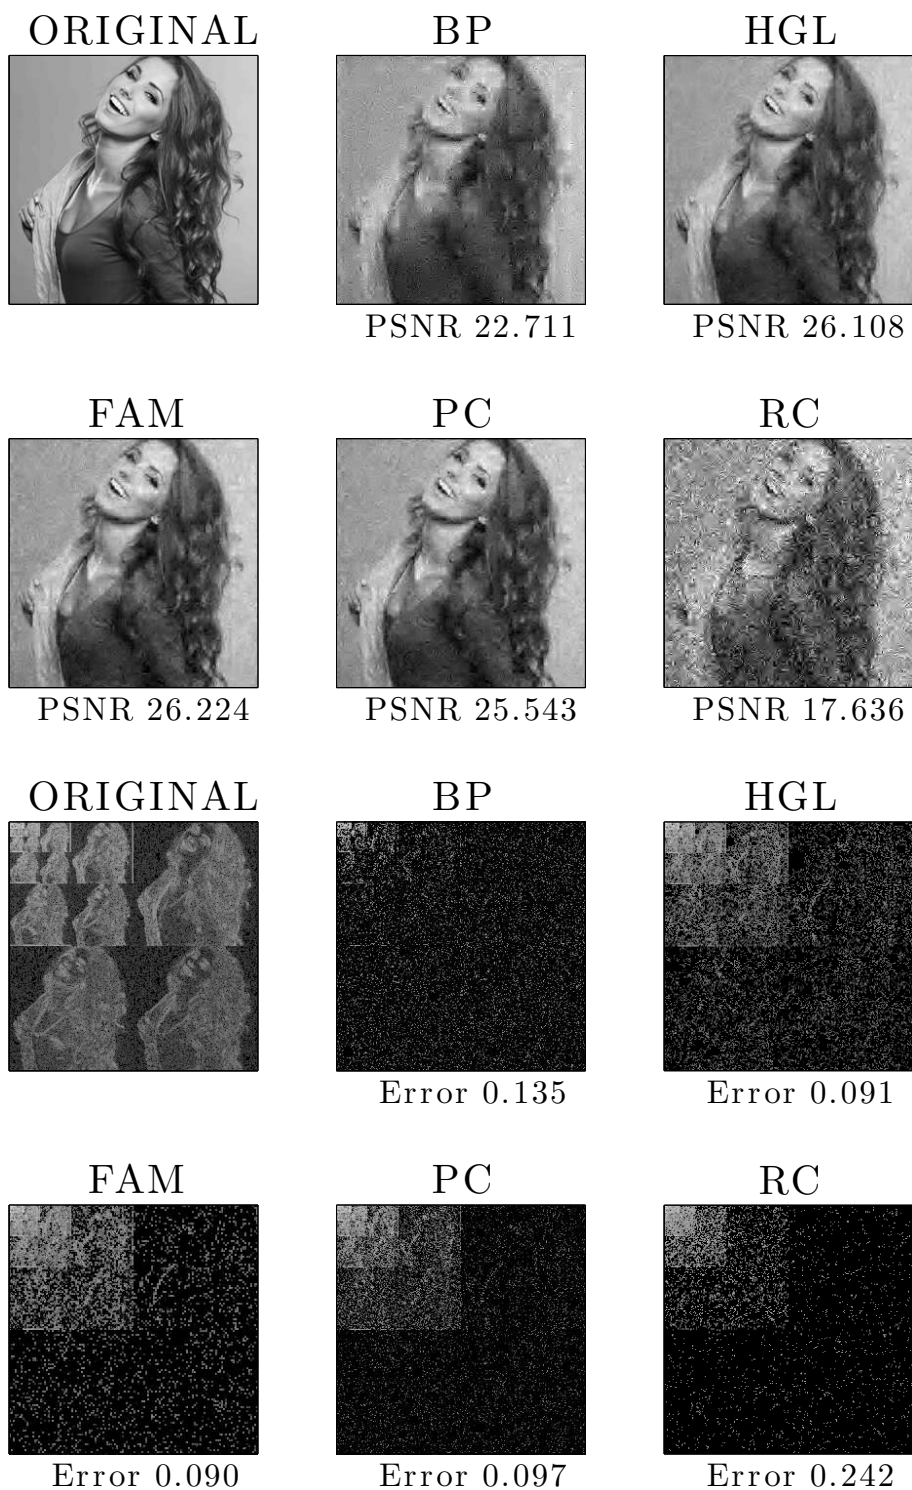 ORIGINAL BP HGL
PSNR 22.711 PSNR 26.108
FAM PC RC
PSNR 26.224 PSNR 25.543 PSNR 17.636
ORIGINAL BP HGL
Error 0.135 Error 0.091
FAM PC RC
Error 0.090 Error 0.097 Error 0.242